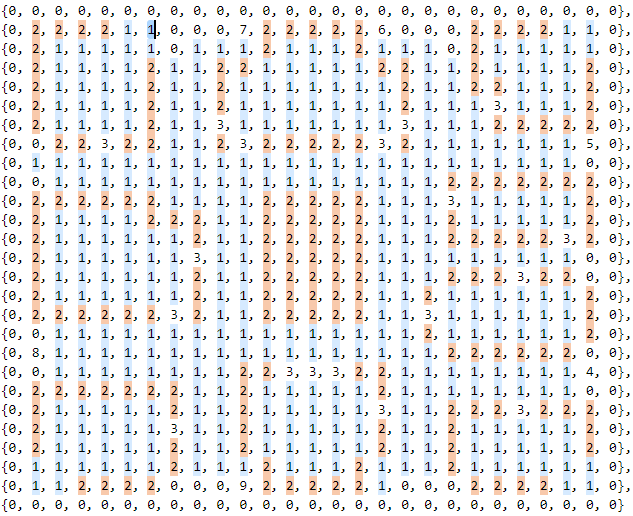 {0, 0, 0, 0, 0, 0, 0, 0, 0, 0, 0, 0, 0, 0, 0, 0, 0, 0, 0, 0, 0, 0, 0, 0, 0, 0, 0},
{0, 2, 2, 2, 2, 1, 1, 0, 0, 0, 7, 2, 2, 2, 2, 2, 6, 0, 0, 0, 2, 2, 2, 2, 1, 1, 0},
{0, 2, 1, 1, 1, 1, 1, 0, 1, 1, 1, 2, 1, 1, 1, 2, 1, 1, 1, 0, 2, 1, 1, 1, 1, 1, 0},
{0, 2, 1, 1, 1, 1, 2, 1, 1, 2, 2, 1, 1, 1, 1, 1, 2, 2, 1, 1, 2, 1, 1, 1, 1, 2, 0},
{0, 2, 1, 1, 1, 1, 2, 1, 1, 2, 1, 1, 1, 1, 1, 1, 1, 2, 1, 1, 2, 2, 1, 1, 1, 2, 0},
{0, 2, 1, 1, 1, 1, 2, 1, 1, 2, 1, 1, 1, 1, 1, 1, 1, 2, 1, 1, 1, 3, 1, 1, 1, 2, 0},
{0, 2, 1, 1, 1, 1, 2, 1, 1, 3, 1, 1, 1, 1, 1, 1, 1, 3, 1, 1, 1, 2, 2, 2, 2, 2, 0},
{0, 0, 2, 2, 3, 2, 2, 1, 1, 2, 3, 2, 2, 2, 2, 2, 3, 2, 1, 1, 1, 1, 1, 1, 1, 5, 0},
{0, 1, 1, 1, 1, 1, 1, 1, 1, 1, 1, 1, 1, 1, 1, 1, 1, 1, 1, 1, 1, 1, 1, 1, 1, 0, 0},
{0, 0, 1, 1, 1, 1, 1, 1, 1, 1, 1, 1, 1, 1, 1, 1, 1, 1, 1, 2, 2, 2, 2, 2, 2, 2, 0},
{0, 2, 2, 2, 2, 2, 2, 1, 1, 1, 1, 2, 2, 2, 2, 2, 1, 1, 1, 3, 1, 1, 1, 1, 1, 2, 0},
{0, 2, 1, 1, 1, 1, 2, 2, 2, 1, 1, 2, 2, 2, 2, 2, 1, 1, 1, 2, 1, 1, 1, 1, 1, 2, 0},
{0, 2, 1, 1, 1, 1, 1, 1, 2, 1, 1, 2, 2, 2, 2, 2, 1, 1, 1, 2, 2, 2, 2, 2, 3, 2, 0},
{0, 2, 1, 1, 1, 1, 1, 1, 3, 1, 1, 2, 2, 2, 2, 2, 1, 1, 1, 1, 1, 1, 1, 1, 1, 0, 0},
{0, 2, 1, 1, 1, 1, 1, 1, 2, 1, 1, 2, 2, 2, 2, 2, 1, 1, 1, 2, 2, 2, 3, 2, 2, 0, 0},
{0, 2, 1, 1, 1, 1, 1, 1, 2, 1, 1, 2, 2, 2, 2, 2, 1, 1, 2, 1, 1, 1, 1, 1, 1, 2, 0},
{0, 2, 2, 2, 2, 2, 2, 3, 2, 1, 1, 2, 2, 2, 2, 2, 1, 1, 3, 1, 1, 1, 1, 1, 1, 2, 0},
{0, 0, 1, 1, 1, 1, 1, 1, 1, 1, 1, 1, 1, 1, 1, 1, 1, 1, 2, 1, 1, 1, 1, 1, 1, 2, 0},
{0, 8, 1, 1, 1, 1, 1, 1, 1, 1, 1, 1, 1, 1, 1, 1, 1, 1, 1, 2, 2, 2, 2, 2, 2, 0, 0},
{0, 0, 1, 1, 1, 1, 1, 1, 1, 1, 2, 2, 3, 3, 3, 2, 2, 1, 1, 1, 1, 1, 1, 1, 1, 4, 0},
{0, 2, 2, 2, 2, 2, 2, 2, 1, 1, 2, 1, 1, 1, 1, 1, 2, 1, 1, 1, 1, 1, 1, 1, 1, 0, 0},
{0, 2, 1, 1, 1, 1, 1, 2, 1, 1, 2, 1, 1, 1, 1, 1, 3, 1, 1, 2, 2, 2, 3, 2, 2, 2, 0},
{0, 2, 1, 1, 1, 1, 1, 3, 1, 1, 2, 1, 1, 1, 1, 1, 2, 1, 1, 2, 1, 1, 1, 1, 1, 2, 0},
{0, 2, 1, 1, 1, 1, 1, 2, 1, 1, 2, 1, 1, 1, 1, 1, 2, 1, 1, 2, 1, 1, 1, 1, 1, 2, 0},
{0, 1, 1, 1, 1, 1, 1, 2, 1, 1, 1, 2, 1, 1, 1, 2, 1, 1, 1, 2, 1, 1, 1, 1, 1, 1, 0},
{0, 1, 1, 2, 2, 2, 2, 0, 0, 0, 9, 2, 2, 2, 2, 2, 1, 0, 0, 0, 2, 2, 2, 2, 1, 1, 0},
{0, 0, 0, 0, 0, 0, 0, 0, 0, 0, 0, 0, 0, 0, 0, 0, 0, 0, 0, 0, 0, 0, 0, 0, 0, 0, 0},